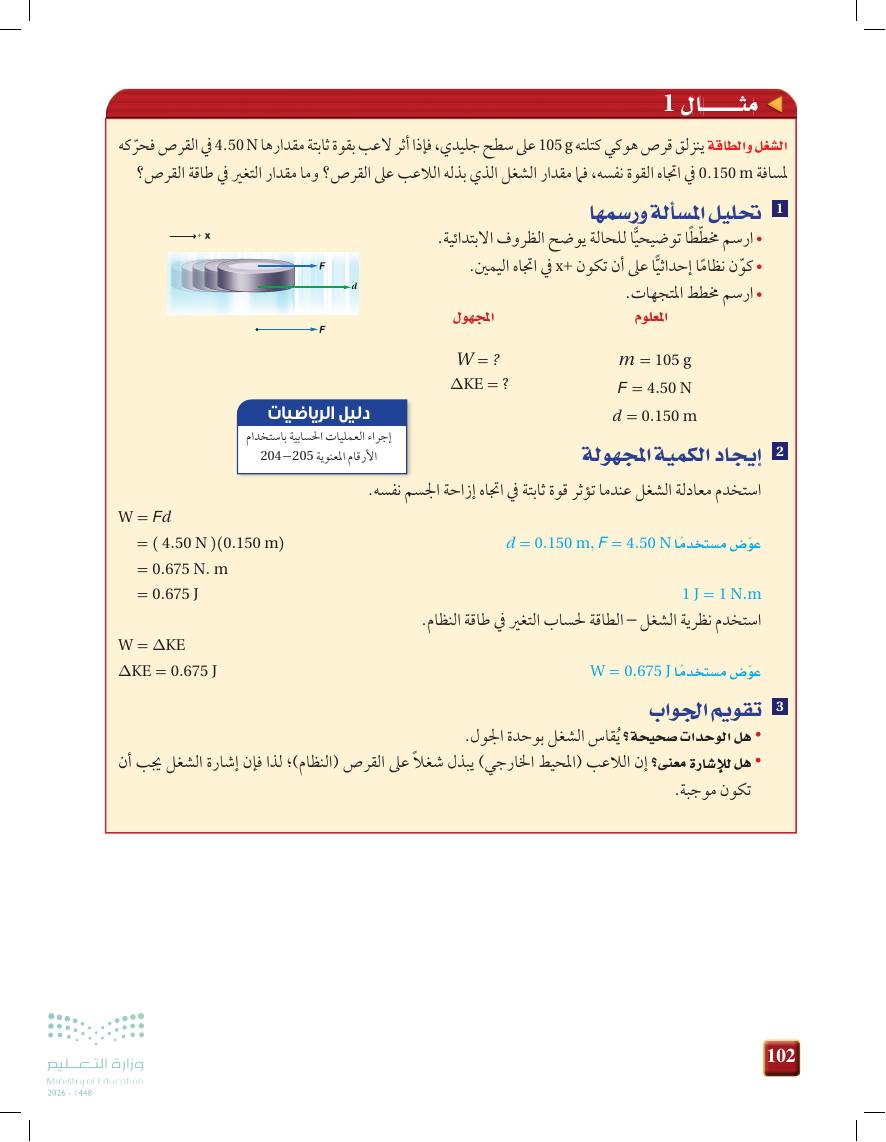 مثــــــال 1
الشغل والطاقة ينزلق قرص هوكي كتلته 105 g على سطح جليدي، فإذا أثر لاعب بقوة ثابتة مقدارها 4.50 N في القرص فحرّكه
لمسافة 0.150 m في اتجاه القوة نفسه، فما مقدار الشغل الذي بذله اللاعب على القرص؟ وما مقدار التغير في طاقة القرص؟
1 تحليل المسألة ورسمها
• ارسم مخططًا توضيحيًّا للحالة يوضح الظروف الابتدائية.
• كوّن نظامًا إحداثيًّا على أن تكون +x في اتجاه اليمين.
• ارسم مخطط المتجهات.
+ x
F
d
F
المعلوم
m = 105 g
F = 4.50 N
d = 0.150 m
المجهول
W = ?
ΔKE = ?
دليل الرياضيات
إجراء العمليات الحسابية باستخدام
الأرقام المعنوية 205–204
2 إيجاد الكمية المجهولة
استخدم معادلة الشغل عندما تؤثر قوة ثابتة في اتجاه إزاحة الجسم نفسه.
W = Fd
عوّض مستخدمًا d = 0.150 m, F = 4.50 N
= ( 4.50 N )(0.150 m)
= 0.675 N. m
1 J = 1 N.m
= 0.675 J
استخدم نظرية الشغل – الطاقة لحساب التغير في طاقة النظام.
W = ΔKE
عوّض مستخدمًا W = 0.675 J
ΔKE = 0.675 J
3 تقويم الجواب
• هل الوحدات صحيحة؟ يُقاس الشغل بوحدة الجول.
• هل للإشارة معنى؟ إن اللاعب (المحيط الخارجي) يبذل شغلاً على القرص (النظام)؛ لذا فإن إشارة الشغل يجب أن
تكون موجبة.
102
وزارة التعـليم
Ministry of Education
2026 - 1448